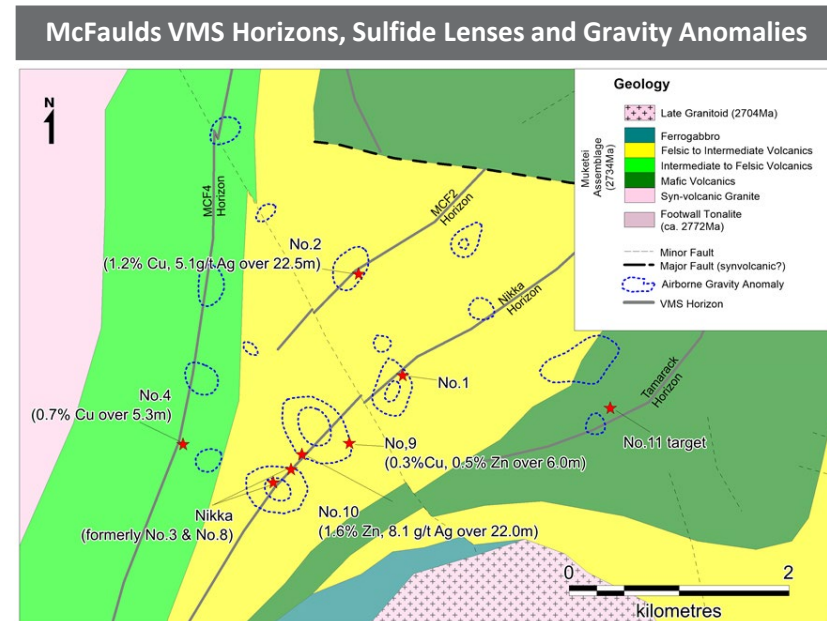 McFaulds VMS Horizons, Sulfide Lenses and Gravity Anomalies
N
MCF4
Horizon
No.2
(1.2% Cu, 5.1g/t Ag over 22.5m)
MCF2
Horizon
Nikka
Horizon
No.1
No.4
(0.7% Cu over 5.3m)
No,9
(0.3%Cu, 0.5% Zn over 6.0m)
Nikka
(formerly No.3 & No.8)
No.10
(1.6% Zn, 8.1 g/t Ag over 22.0m)
Tamarack
Horizon
No.11 target
Geology
Muketei
Assemblage
(2734Ma)
Late Granitoid (2704Ma)
Ferrogabbro
Felsic to Intermediate Volcanics
Intermediate to Felsic Volcanics
Mafic Volcanics
Syn-volcanic Granite
Footwall Tonalite
(ca. 2772Ma)
Minor Fault
Major Fault (synvolcanic?)
Airborne Gravity Anomaly
VMS Horizon
0 2
kilometres